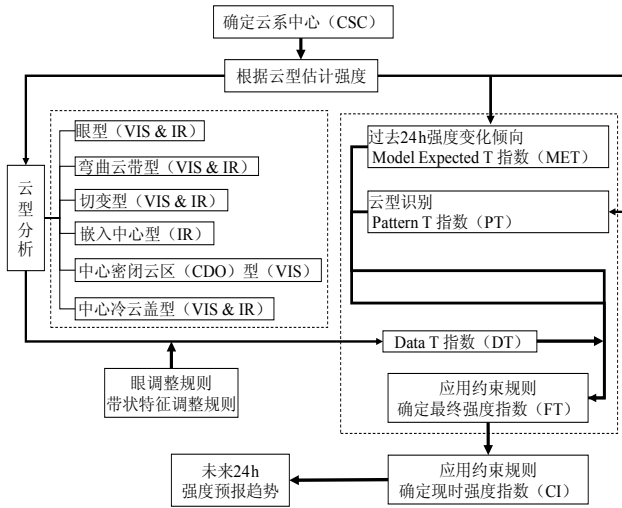 确定云系中心（CSC）
根据云型估计强度
眼型（VIS & IR）
弯曲云带型（VIS & IR）
切变型（VIS & IR）
嵌入中心型（IR）
中心密闭云区（CDO）型（VIS）
中心冷云盖型（VIS & IR）
云
型
分
析
过去24h强度变化倾向
Model Expected T 指数（MET）
云型识别
Pattern T 指数（PT）
Data T 指数（DT）
眼调整规则
带状特征调整规则
应用约束规则
确定最终强度指数（FT）
应用约束规则
确定现时强度指数（CI）
未来24h
强度预报趋势